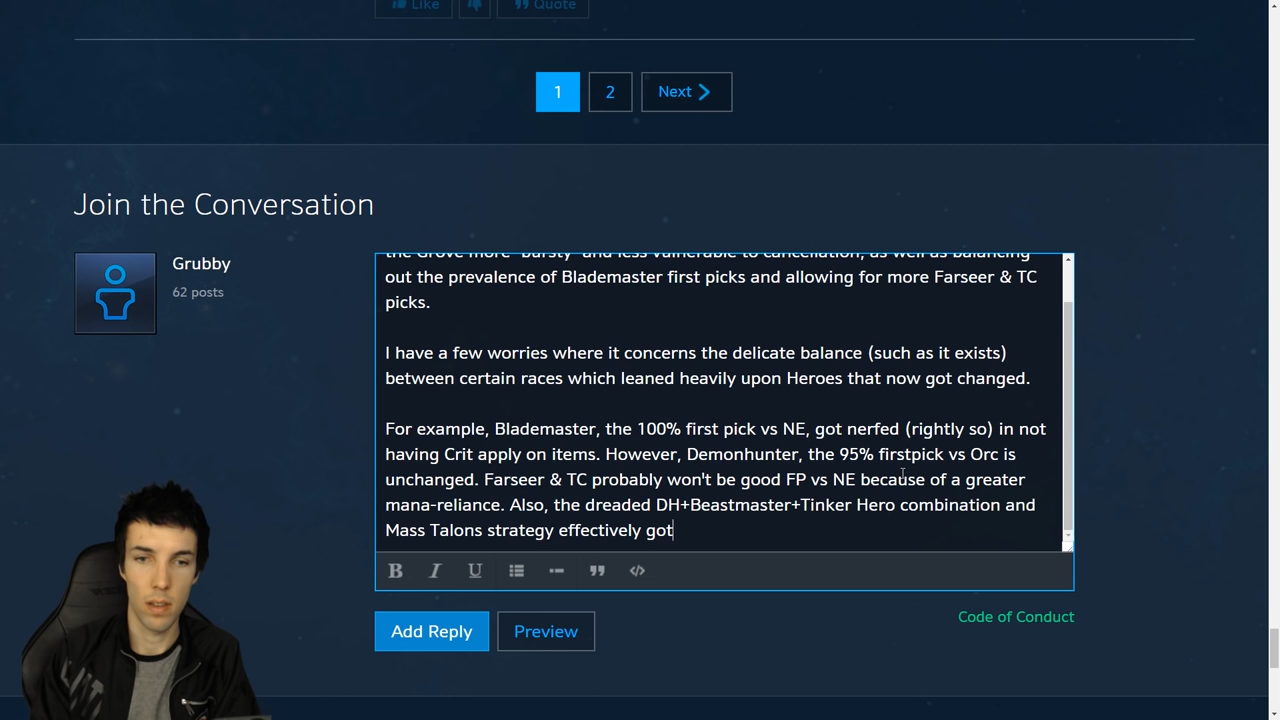 Like
Quote
1
2
Next
Join the Conversation
Grubby
62 posts
the Grove more "bursty" and less vulnerable to cancellation, as well as balancing
out the prevalence of Blademaster first picks and allowing for more Farseer & TC
picks.
I have a few worries where it concerns the delicate balance (such as it exists)
between certain races which leaned heavily upon Heroes that now got changed.
For example, Blademaster, the 100% first pick vs NE, got nerfed (rightly so) in not
having Crit apply on items. However, Demonhunter, the 95% firstpick vs Orc is
unchanged. Farseer & TC probably won't be good FP vs NE because of a greater
mana-reliance. Also, the dreaded DH+Beastmaster+Tinker Hero combination and
Mass Talons strategy effectively got
B I U
Code of Conduct
Add Reply
Preview